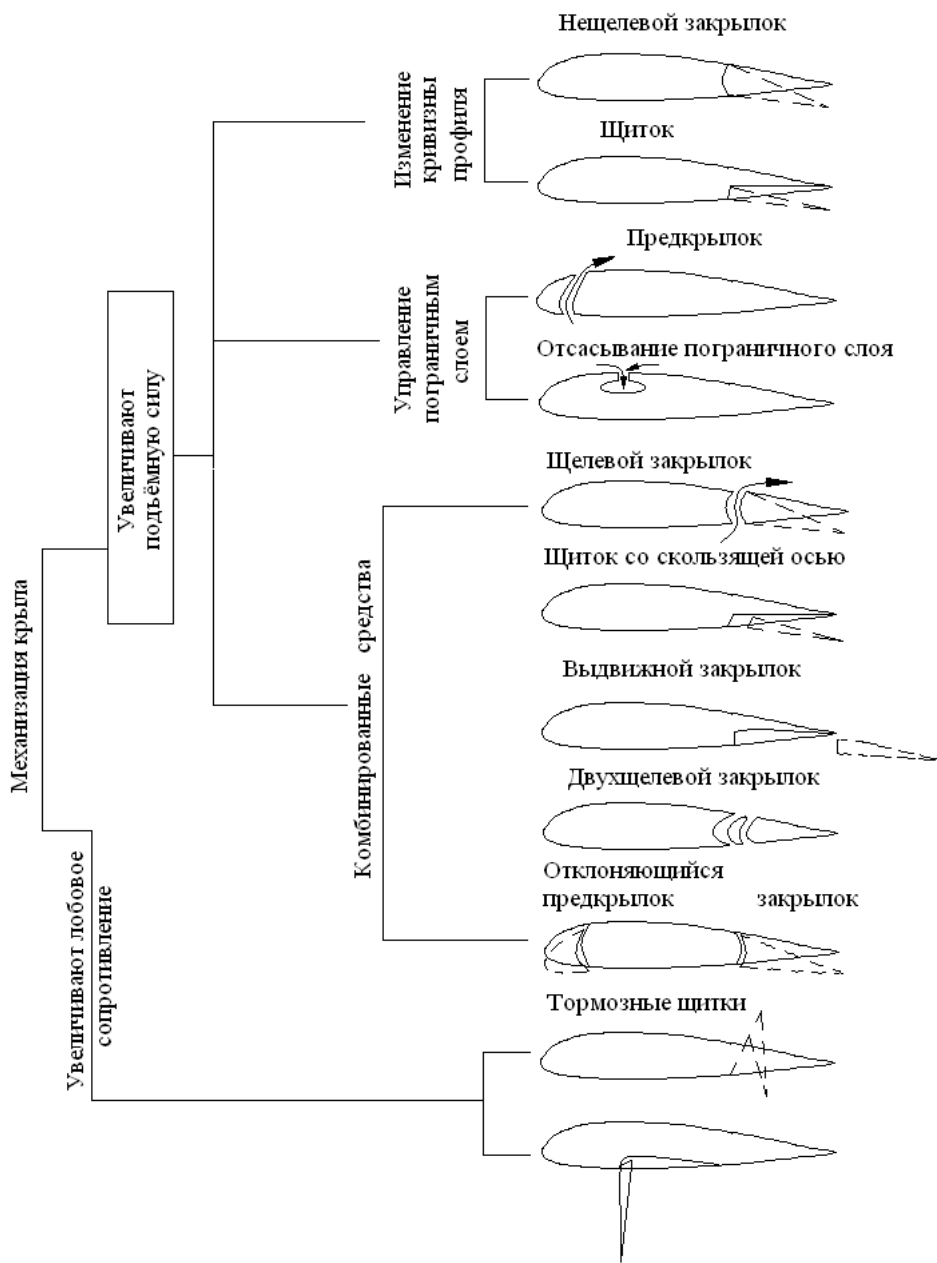 Механизация крыла
Увеличивают
подьёмную силу
Увеличивают лобовое
сопротивление
Изменение
кривизны
профиля
Управление
пограничным
слоем
Комбинированные средства
Нещелевой закрылок
Щиток
Предкрылок
Отсасывание пограничного слоя
Щелевой закрылок
Щиток со скользящей осью
Выдвижной закрылок
Двухщелевой закрылок
Отклоняющийся
предкрылок закрылок
Тормозные щитки